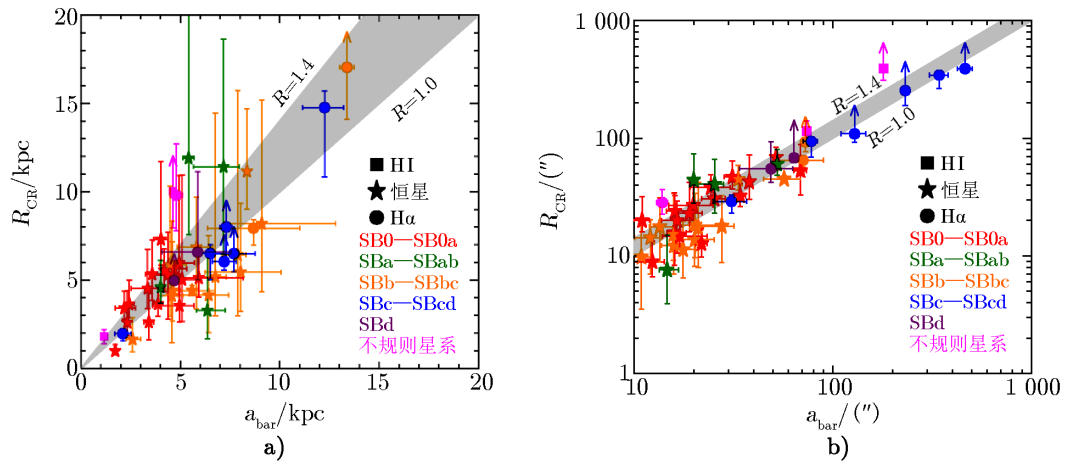 20
15
10
5
0
R_CR/kpc
R=1.4
R=1.0
HI
恒星
Hα
SB0—SB0a
SBa—SBab
SBb—SBbc
SBc—SBcd
SBd
不规则星系
0 5 10 15 20
a_bar/kpc
a)
1 000
100
10
1
R_CR/(″)
R=1.4
R=1.0
HI
恒星
Hα
SB0—SB0a
SBa—SBab
SBb—SBbc
SBc—SBcd
SBd
不规则星系
10 100 1 000
a_bar/(″)
b)